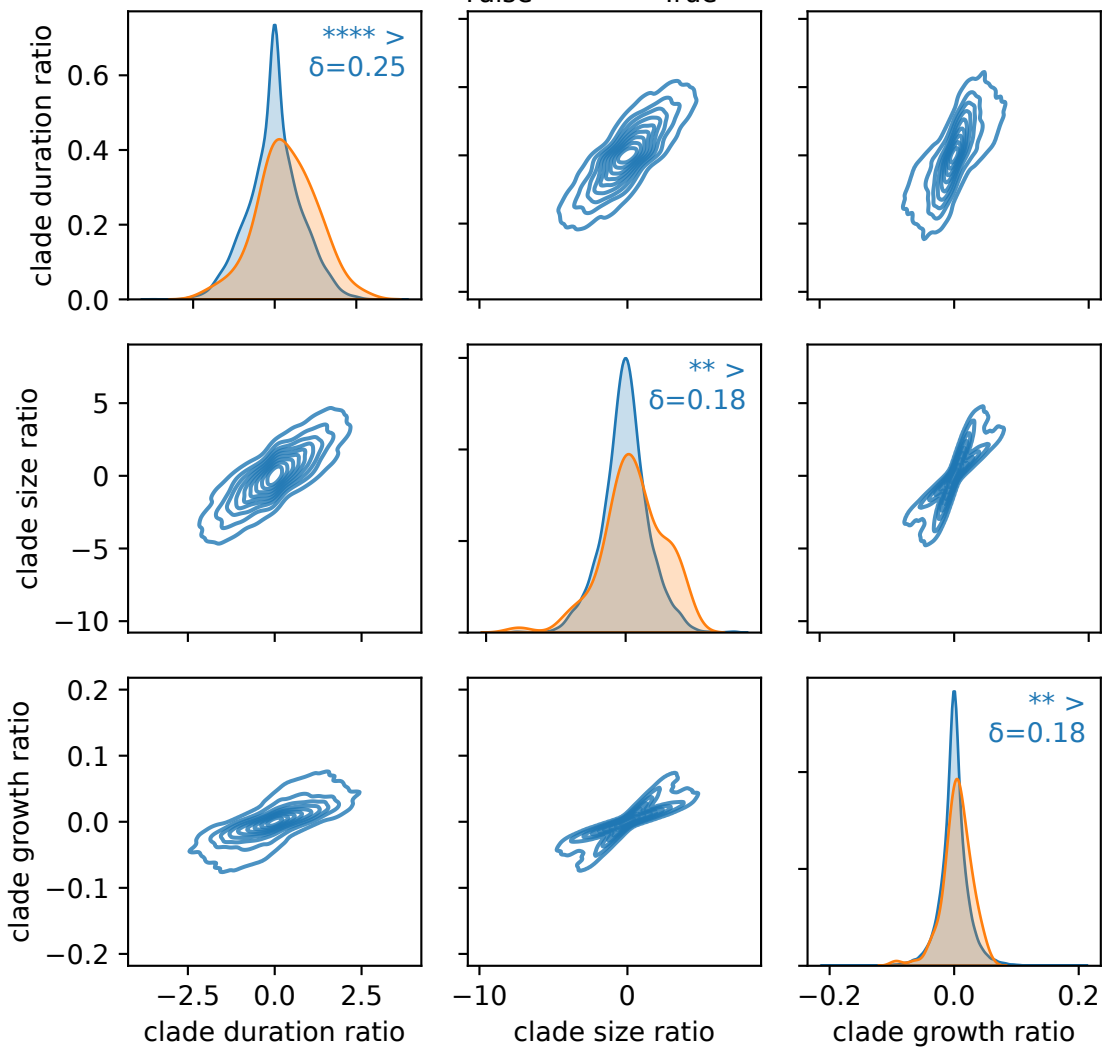 False True
**** >
δ=0.25
clade duration ratio
0.6
0.4
0.2
0.0
** >
δ=0.18
clade size ratio
5
0
−5
−10
** >
δ=0.18
clade growth ratio
0.2
0.1
0.0
−0.1
−0.2
−2.5 0.0 2.5 −10 0 −0.2 0.0 0.2
clade duration ratio clade size ratio clade growth ratio